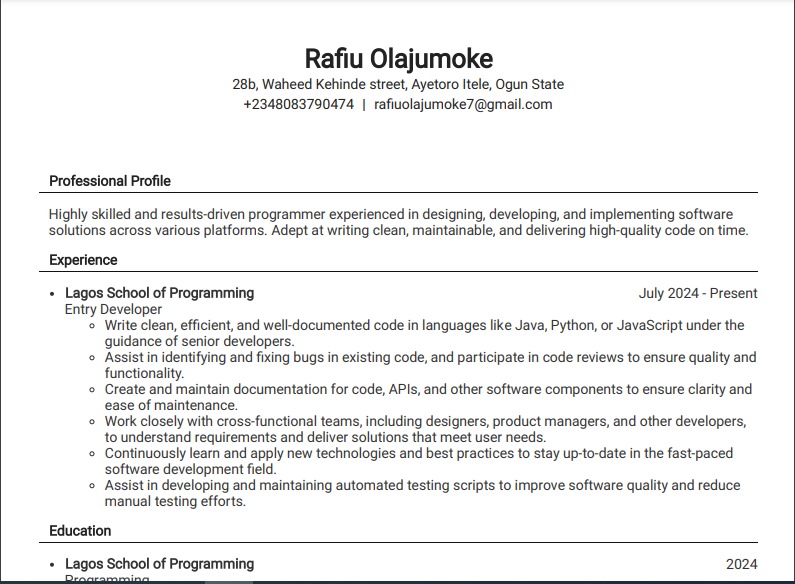 Rafiu Olajumoke
28b, Waheed Kehinde street, Ayetoro Itele, Ogun State
+2348083790474 | rafiuolajumoke7@gmail.com
Professional Profile
Highly skilled and results-driven programmer experienced in designing, developing, and implementing software
solutions across various platforms. Adept at writing clean, maintainable, and delivering high-quality code on time.
Experience
• Lagos School of Programming July 2024 - Present
Entry Developer
◦ Write clean, efficient, and well-documented code in languages like Java, Python, or JavaScript under the
guidance of senior developers.
◦ Assist in identifying and fixing bugs in existing code, and participate in code reviews to ensure quality and
functionality.
◦ Create and maintain documentation for code, APIs, and other software components to ensure clarity and
ease of maintenance.
◦ Work closely with cross-functional teams, including designers, product managers, and other developers,
to understand requirements and deliver solutions that meet user needs.
◦ Continuously learn and apply new technologies and best practices to stay up-to-date in the fast-paced
software development field.
◦ Assist in developing and maintaining automated testing scripts to improve software quality and reduce
manual testing efforts.
Education
• Lagos School of Programming 2024
Programming